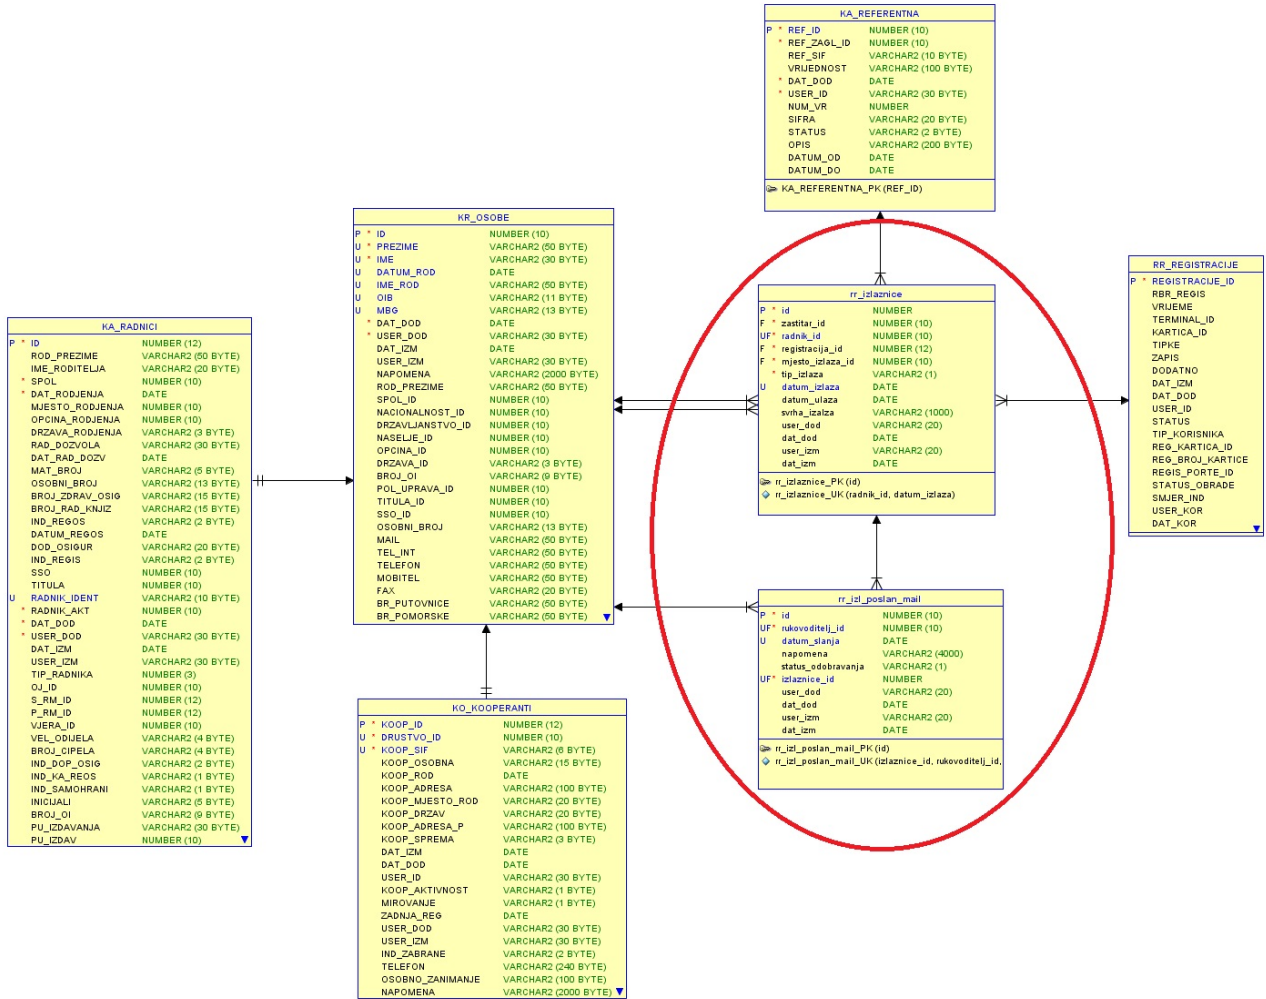 KA_REFERENTNA
P * REF_ID NUMBER (10)
* REF_ZAGL_ID NUMBER (10)
REF_SIF VARCHAR2 (10 BYTE)
VRIJEDNOST VARCHAR2 (100 BYTE)
* DAT_DOD DATE
* USER_ID VARCHAR2 (30 BYTE)
NUM_VR NUMBER
SIFRA VARCHAR2 (20 BYTE)
STATUS VARCHAR2 (2 BYTE)
OPIS VARCHAR2 (200 BYTE)
DATUM_OD DATE
DATUM_DO DATE
KA_REFERENTNA_PK (REF_ID)
KR_OSOBE
P * ID NUMBER (10)
U * PREZIME VARCHAR2 (50 BYTE)
U * IME VARCHAR2 (30 BYTE)
U DATUM_ROD DATE
U IME_ROD VARCHAR2 (50 BYTE)
U OIB VARCHAR2 (11 BYTE)
U MBG VARCHAR2 (13 BYTE)
* DAT_DOD DATE
* USER_DOD VARCHAR2 (30 BYTE)
DAT_IZM DATE
USER_IZM VARCHAR2 (30 BYTE)
NAPOMENA VARCHAR2 (2000 BYTE)
ROD_PREZIME VARCHAR2 (50 BYTE)
SPOL_ID NUMBER (10)
NACIONALNOST_ID NUMBER (10)
DRZAVLJANSTVO_ID NUMBER (10)
NASELJE_ID NUMBER (10)
OPCINA_ID NUMBER (10)
DRZAVA_ID VARCHAR2 (3 BYTE)
BROJ_OI VARCHAR2 (9 BYTE)
POL_UPRAVA_ID NUMBER (10)
TITULA_ID NUMBER (10)
SSO_ID NUMBER (10)
OSOBNI_BROJ VARCHAR2 (13 BYTE)
MAIL VARCHAR2 (50 BYTE)
TEL_INT VARCHAR2 (50 BYTE)
TELEFON VARCHAR2 (50 BYTE)
MOBITEL VARCHAR2 (50 BYTE)
FAX VARCHAR2 (20 BYTE)
BR_PUTOVNICE VARCHAR2 (50 BYTE)
BR_POMORSKE VARCHAR2 (50 BYTE)
RR_REGISTRACIJE
P * REGISTRACIJE_ID
RBR_REGIS
VRIJEME
TERMINAL_ID
KARTICA_ID
TIPKE
ZAPIS
DODATNO
DAT_IZM
DAT_DOD
USER_ID
STATUS
TIP_KORISNIKA
REG_KARTICA_ID
REG_BROJ_KARTICE
REGIS_PORTE_ID
STATUS_OBRADE
SMJER_IND
USER_KOR
DAT_KOR
rr_izlaznice
P * id NUMBER
F * zastitar_id NUMBER (10)
UF* radnik_id NUMBER (10)
F * registracija_id NUMBER (12)
F * mjesto_izlaza_id NUMBER (10)
* tip_izlaza VARCHAR2 (1)
U datum_izlaza DATE
datum_ulaza DATE
svrha_izalza VARCHAR2 (1000)
user_dod VARCHAR2 (20)
dat_dod DATE
user_izm VARCHAR2 (20)
dat_izm DATE
rr_izlaznice_PK (id)
rr_izlaznice_UK (radnik_id, datum_izlaza)
KA_RADNICI
P * ID NUMBER (12)
ROD_PREZIME VARCHAR2 (50 BYTE)
IME_RODITELJA VARCHAR2 (20 BYTE)
* SPOL NUMBER (10)
* DAT_RODJENJA DATE
MJESTO_RODJENJA NUMBER (10)
OPCINA_RODJENJA NUMBER (10)
DRZAVA_RODJENJA VARCHAR2 (3 BYTE)
RAD_DOZVOLA VARCHAR2 (30 BYTE)
DAT_RAD_DOZV DATE
MAT_BROJ VARCHAR2 (5 BYTE)
OSOBNI_BROJ VARCHAR2 (13 BYTE)
BROJ_ZDRAV_OSIG VARCHAR2 (15 BYTE)
BROJ_RAD_KNJIZ VARCHAR2 (15 BYTE)
IND_REGOS VARCHAR2 (2 BYTE)
DATUM_REGOS DATE
DOD_OSIGUR VARCHAR2 (20 BYTE)
IND_REGIS VARCHAR2 (2 BYTE)
SSO NUMBER (10)
TITULA NUMBER (10)
U RADNIK_IDENT VARCHAR2 (10 BYTE)
* RADNIK_AKT NUMBER (10)
* DAT_DOD DATE
* USER_DOD VARCHAR2 (30 BYTE)
DAT_IZM DATE
USER_IZM VARCHAR2 (30 BYTE)
TIP_RADNIKA NUMBER (3)
OJ_ID NUMBER (10)
S_RM_ID NUMBER (12)
P_RM_ID NUMBER (12)
VJERA_ID NUMBER (10)
VEL_ODIJELA VARCHAR2 (4 BYTE)
BROJ_CIPELA VARCHAR2 (4 BYTE)
IND_DOP_OSIG VARCHAR2 (2 BYTE)
IND_KA_REOS VARCHAR2 (1 BYTE)
IND_SAMOHRANI VARCHAR2 (1 BYTE)
INICIJALI VARCHAR2 (5 BYTE)
BROJ_OI VARCHAR2 (9 BYTE)
PU_IZDAVANJA VARCHAR2 (30 BYTE)
PU_IZDAV NUMBER (10)
rr_izl_poslan_mail
P * id NUMBER (10)
UF* rukovoditelj_id NUMBER (10)
U datum_slanja DATE
napomena VARCHAR2 (4000)
status_odobravanja VARCHAR2 (1)
UF* izlaznice_id NUMBER
user_dod VARCHAR2 (20)
dat_dod DATE
user_izm VARCHAR2 (20)
dat_izm DATE
rr_izl_poslan_mail_PK (id)
rr_izl_poslan_mail_UK (izlaznice_id, rukovoditelj_id,
KO_KOOPERANTI
P * KOOP_ID NUMBER (12)
U * DRUSTVO_ID NUMBER (10)
U * KOOP_SIF VARCHAR2 (6 BYTE)
KOOP_OSOBNA VARCHAR2 (15 BYTE)
KOOP_ROD DATE
KOOP_ADRESA VARCHAR2 (100 BYTE)
KOOP_MJESTO_ROD VARCHAR2 (20 BYTE)
KOOP_DRZAV VARCHAR2 (20 BYTE)
KOOP_ADRESA_P VARCHAR2 (100 BYTE)
KOOP_SPREMA VARCHAR2 (3 BYTE)
DAT_IZM DATE
DAT_DOD DATE
USER_ID VARCHAR2 (30 BYTE)
KOOP_AKTIVNOST VARCHAR2 (1 BYTE)
MIROVANJE VARCHAR2 (1 BYTE)
ZADNJA_REG DATE
USER_DOD VARCHAR2 (30 BYTE)
USER_IZM VARCHAR2 (30 BYTE)
IND_ZABRANE VARCHAR2 (2 BYTE)
TELEFON VARCHAR2 (240 BYTE)
OSOBNO_ZANIMANJE VARCHAR2 (100 BYTE)
NAPOMENA VARCHAR2 (2000 BYTE)